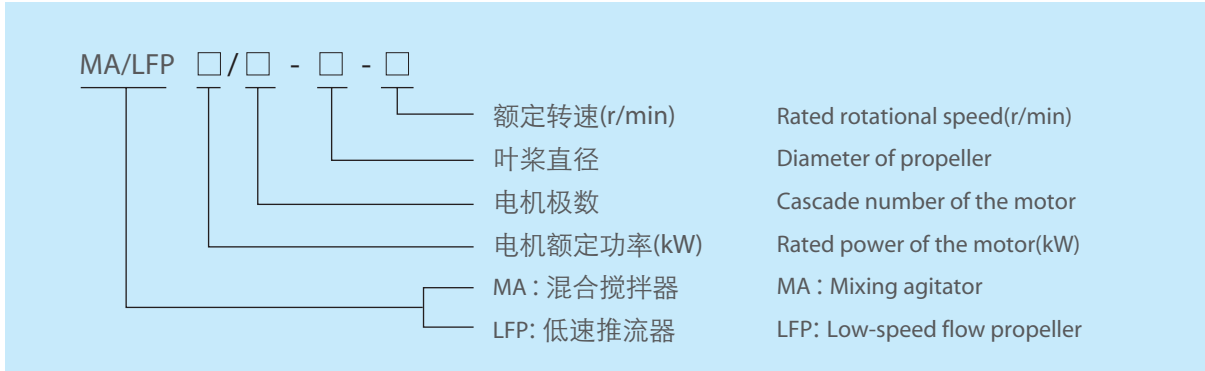 MA/LFP □/□ - □ - □
额定转速(r/min) Rated rotational speed(r/min)
叶桨直径 Diameter of propeller
电机极数 Cascade number of the motor
电机额定功率(kW) Rated power of the motor(kW)
MA：混合搅拌器 MA：Mixing agitator
LFP: 低速推流器 LFP: Low-speed flow propeller